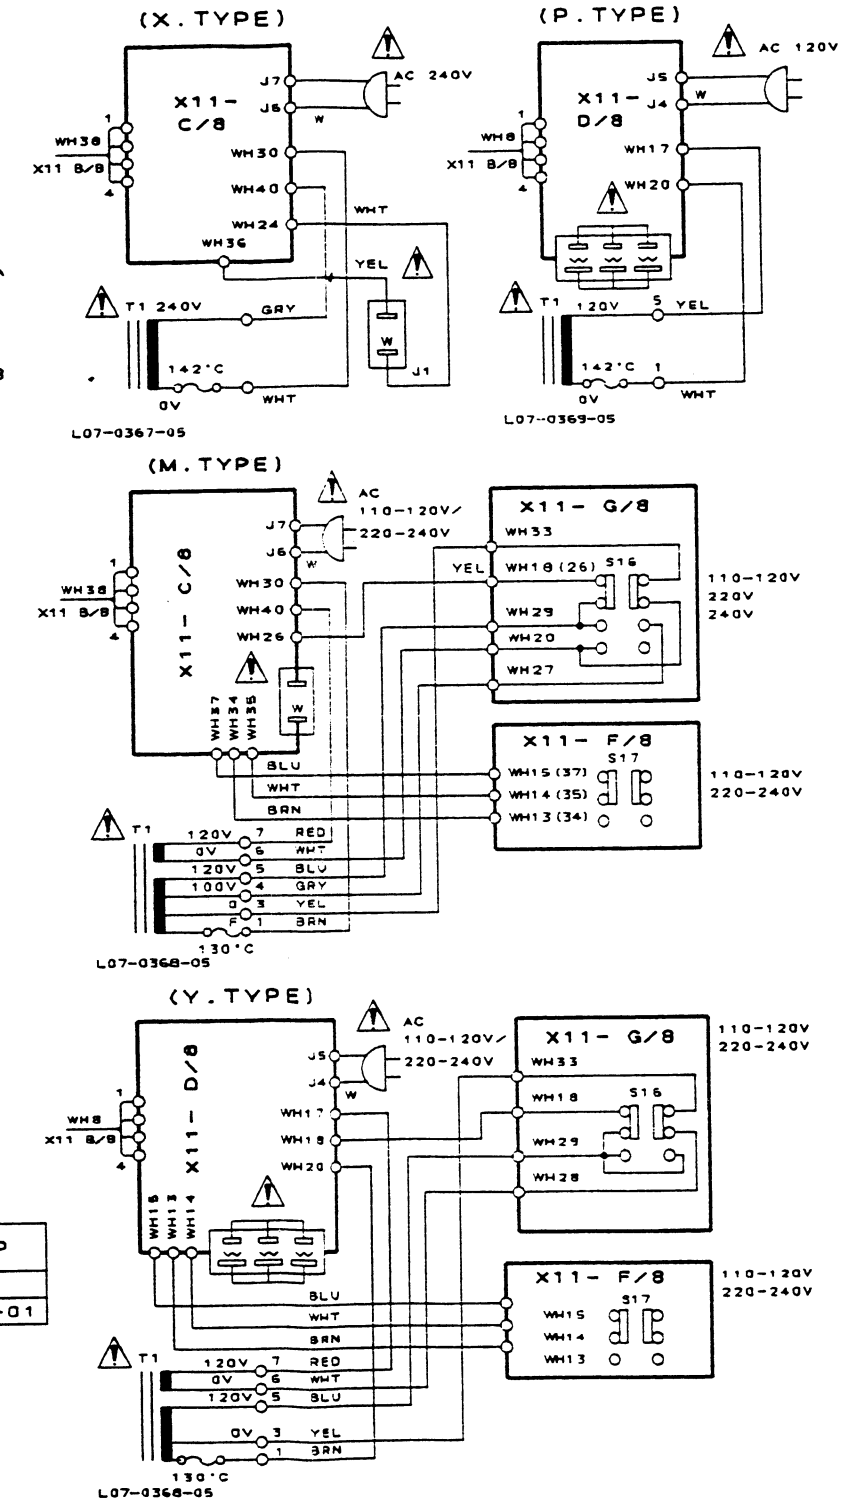 (X.TYPE)
AC 240V
J7
J6
W
X11-
C/8
1
WH38
X11 B/8
4
WH30
WH40
WH24
WHT
WH36
YEL
T1 240V
GRY
W
142°C
J1
WHT
0V
L07-0367-05
(P.TYPE)
AC 120V
J5
J4
W
X11-
D/8
1
WH8
X11 B/8
4
WH17
WH20
T1
120V
5
YEL
142°C
1
WHT
0V
L07-0369-05
(M.TYPE)
AC
110-120V/
220-240V
J7
J6
W
X11- C/8
1
WH38
X11 B/8
4
WH30
WH40
WH26
W
WH37
WH34
WH35
BLU
WHT
BRN
X11- G/8
WH33
YEL
WH18(26)
S16
WH29
WH20
WH27
110-120V
220V
240V
X11- F/8
S17
WH15(37)
WH14(35)
WH13(34)
110-120V
220-240V
T1
120V 7 RED
0V 6 WHT
120V 5 BLU
100V 4 GRY
0 3 YEL
F 1 BRN
130°C
L07-0368-05
(Y.TYPE)
AC
110-120V/
220-240V
J5
J4
W
X11- D/8
1
WH8
X11 B/8
4
WH17
WH18
WH20
WH15
WH13
WH14
BLU
WHT
BRN
X11- G/8
110-120V
220-240V
WH33
WH18
S16
WH29
WH28
X11- F/8
110-120V
220-240V
S17
WH15
WH14
WH13
T1
120V 7 RED
0V 6 WHT
120V 5 BLU
0V 3 YEL
1 BRN
130°C
L07-0368-05
-01